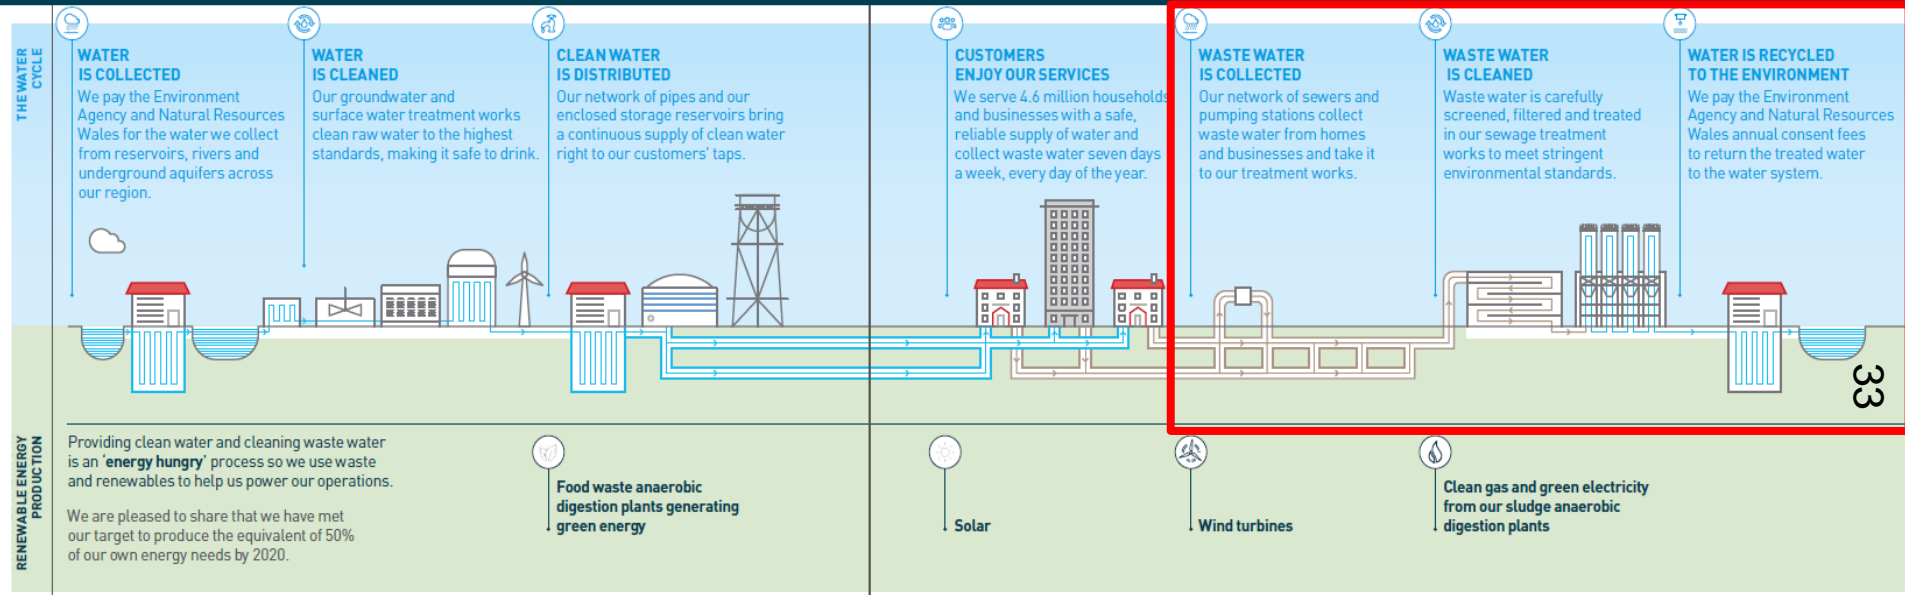 THE WATER
CYCLE
WATER
IS COLLECTED
We pay the Environment
Agency and Natural Resources
Wales for the water we collect
from reservoirs, rivers and
underground aquifers across
our region.
WATER
IS CLEANED
Our groundwater and
surface water treatment works
clean raw water to the highest
standards, making it safe to drink.
CLEAN WATER
IS DISTRIBUTED
Our network of pipes and our
enclosed storage reservoirs bring
a continuous supply of clean water
right to our customers' taps.
CUSTOMERS
ENJOY OUR SERVICES
We serve 4.6 million households
and businesses with a safe,
reliable supply of water and
collect waste water seven days
a week, every day of the year.
WASTE WATER
IS COLLECTED
Our network of sewers and
pumping stations collect
waste water from homes
and businesses and take it
to our treatment works.
WASTE WATER
IS CLEANED
Waste water is carefully
screened, filtered and treated
in our sewage treatment
works to meet stringent
environmental standards.
WATER IS RECYCLED
TO THE ENVIRONMENT
We pay the Environment
Agency and Natural Resources
Wales annual consent fees
to return the treated water
to the water system.
33
RENEWABLE ENERGY
PRODUCTION
Providing clean water and cleaning waste water
is an 'energy hungry' process so we use waste
and renewables to help us power our operations.
We are pleased to share that we have met
our target to produce the equivalent of 50%
of our own energy needs by 2020.
Food waste anaerobic
digestion plants generating
green energy
Solar
Wind turbines
Clean gas and green electricity
from our sludge anaerobic
digestion plants